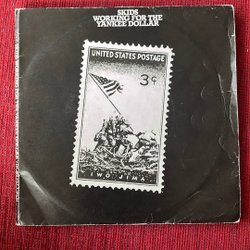 SKIDS
WORKING FOR THE
YANKEE DOLLAR
UNITED STATES POSTAGE
3¢
IWO JIMA